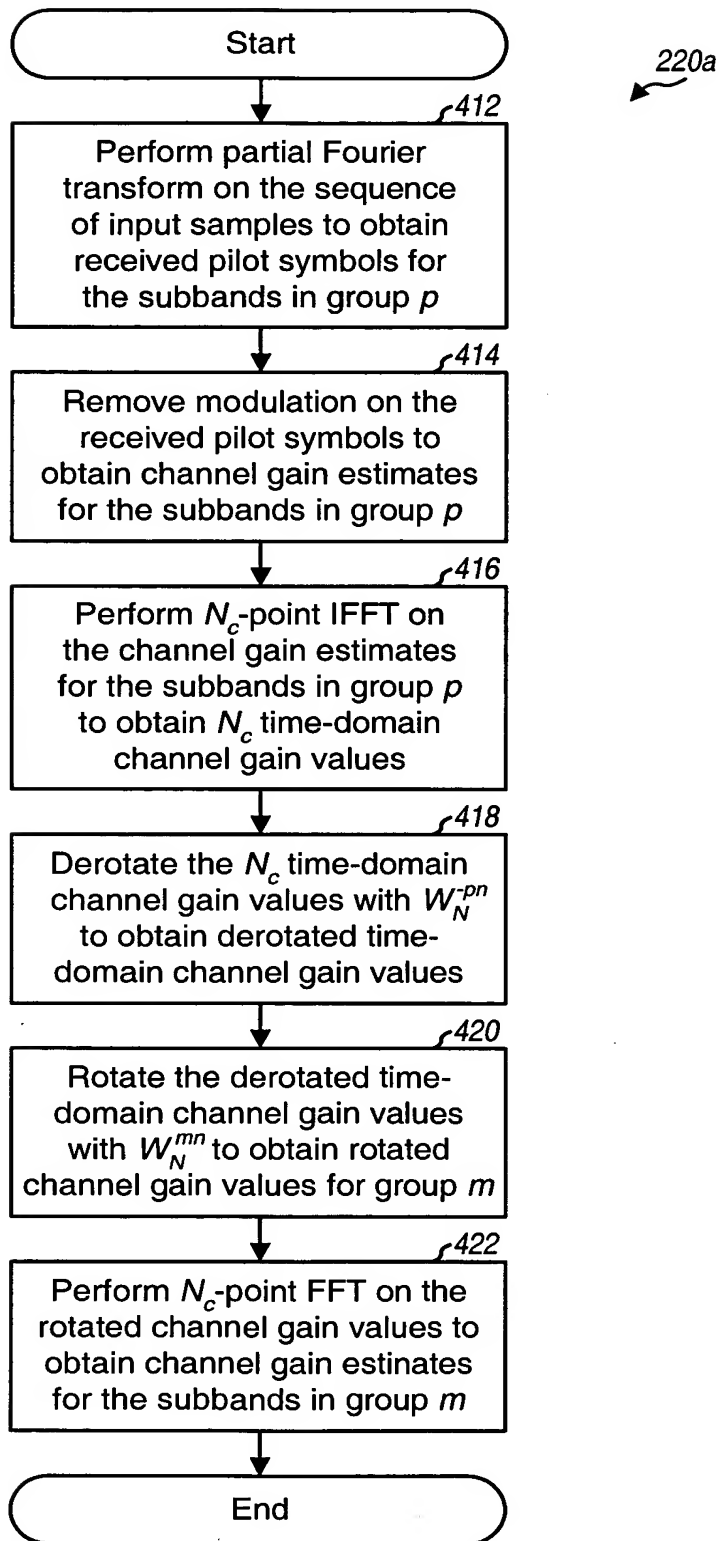 Start
220a
412
Perform partial Fourier
transform on the sequence
of input samples to obtain
received pilot symbols for
the subbands in group p
414
Remove modulation on the
received pilot symbols to
obtain channel gain estimates
for the subbands in group p
416
Perform N_c-point IFFT on
the channel gain estimates
for the subbands in group p
to obtain N_c time-domain
channel gain values
418
Derotate the N_c time-domain
channel gain values with W_N^{-pn}
to obtain derotated time-
domain channel gain values
420
Rotate the derotated time-
domain channel gain values
with W_N^{mn} to obtain rotated
channel gain values for group m
422
Perform N_c-point FFT on the
rotated channel gain values to
obtain channel gain estinates
for the subbands in group m
End